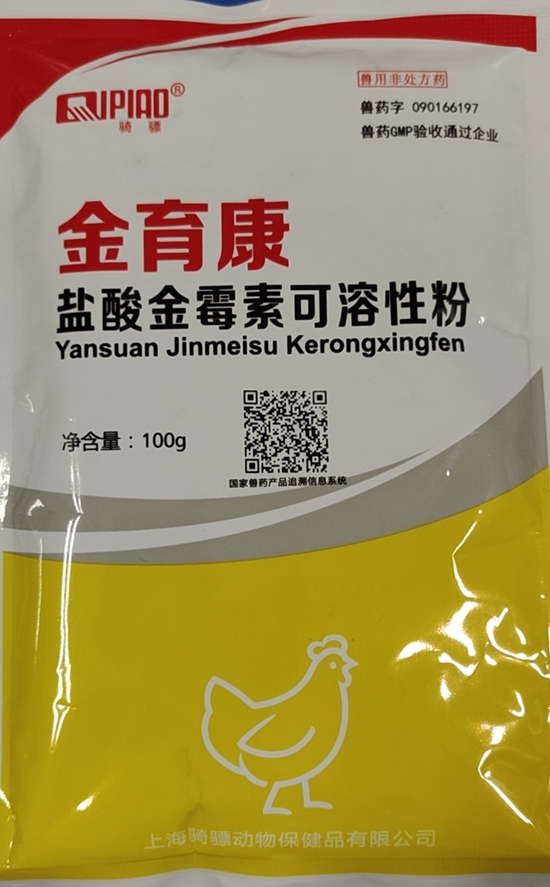 兽用非处方药
QIPIAO®
骑骠
兽药字 090166197
兽药GMP验收通过企业
金育康
盐酸金霉素可溶性粉
Yansuan Jinmeisu Kerongxingfen
净含量：100g
国家兽药产品追溯信息系统
上海骑骠动物保健品有限公司